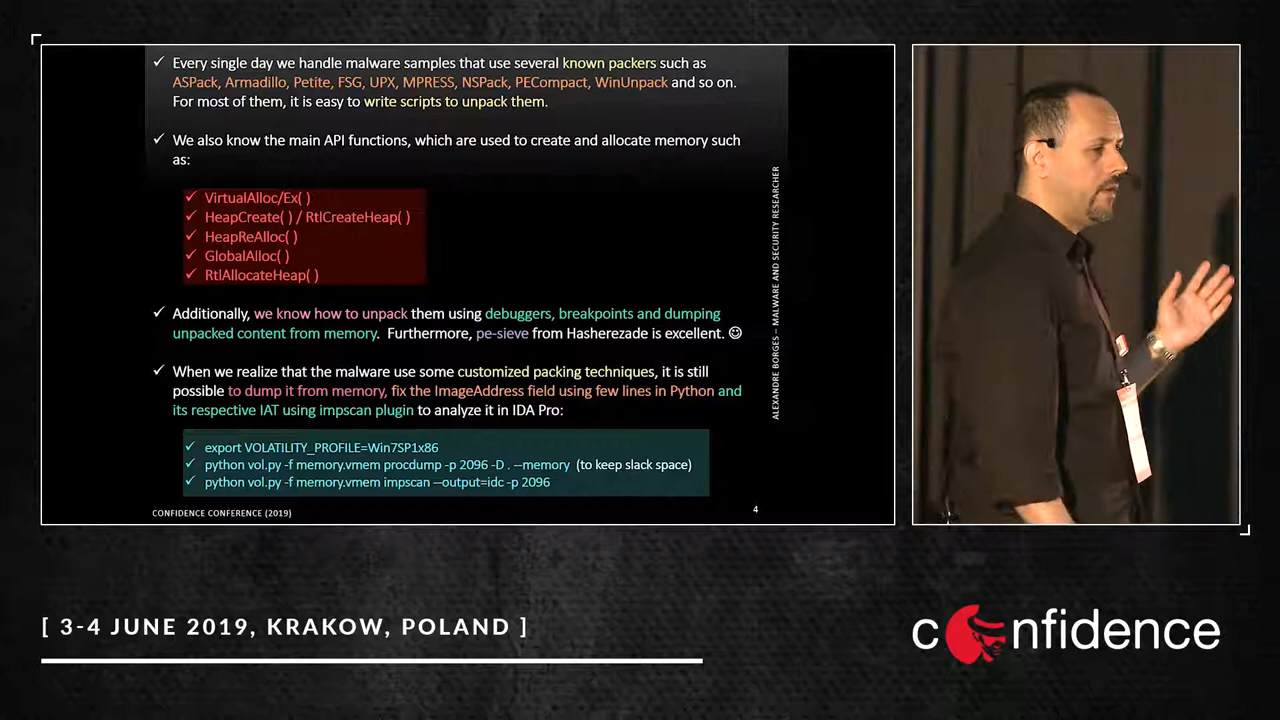 ✓ Every single day we handle malware samples that use several known packers such as
ASPack, Armadillo, Petite, FSG, UPX, MPRESS, NSPack, PECompact, WinUnpack and so on.
For most of them, it is easy to write scripts to unpack them.
✓ We also know the main API functions, which are used to create and allocate memory such
as:
✓ VirtualAlloc/Ex( )
✓ HeapCreate( ) / RtlCreateHeap( )
✓ HeapReAlloc( )
✓ GlobalAlloc( )
✓ RtlAllocateHeap( )
✓ Additionally, we know how to unpack them using debuggers, breakpoints and dumping
unpacked content from memory. Furthermore, pe-sieve from Hasherezade is excellent. ☺
✓ When we realize that the malware use some customized packing techniques, it is still
possible to dump it from memory, fix the ImageAddress field using few lines in Python and
its respective IAT using impscan plugin to analyze it in IDA Pro:
✓ export VOLATILITY_PROFILE=Win7SP1x86
✓ python vol.py -f memory.vmem procdump -p 2096 -D . --memory (to keep slack space)
✓ python vol.py -f memory.vmem impscan --output=idc -p 2096
CONFIDENCE CONFERENCE (2019)
4
ALEXANDRE BORGES – MALWARE AND SECURITY RESEARCHER
[ 3-4 JUNE 2019, KRAKOW, POLAND ]
confidence